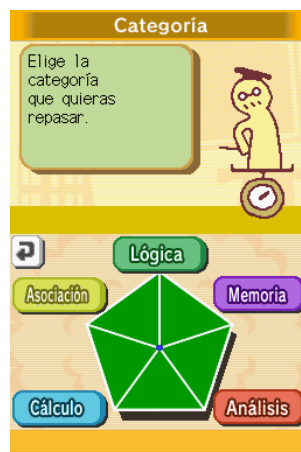 Categoría
Elige la
categoría
que quieras
repasar.
Lógica
Asociación
Memoria
Cálculo
Análisis